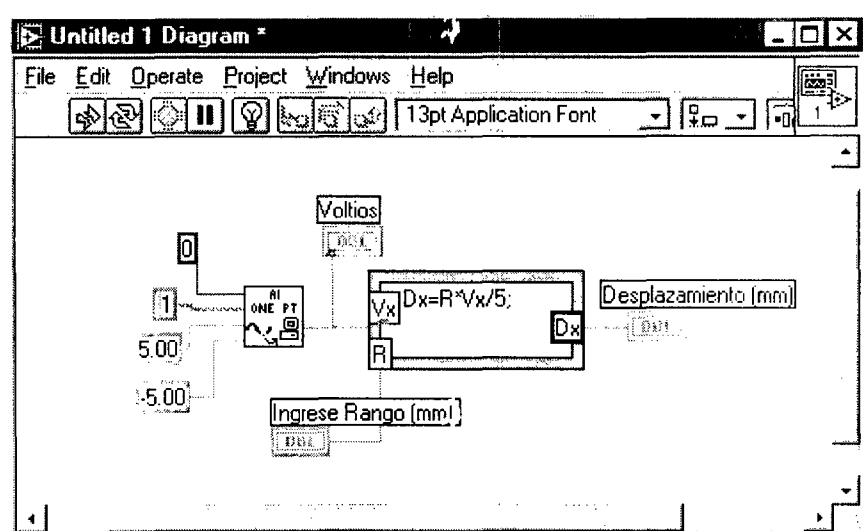 Untitled 1 Diagram *
File Edit Operate Project Windows Help
13pt Application Font
1
Voltios
DBL
0
1
AI
ONE PT
5.00
-5.00
Vx
Dx=R*Vx/5;
Dx
R
Desplazamiento (mm)
DBL
Ingrese Rango (mm)
DBL